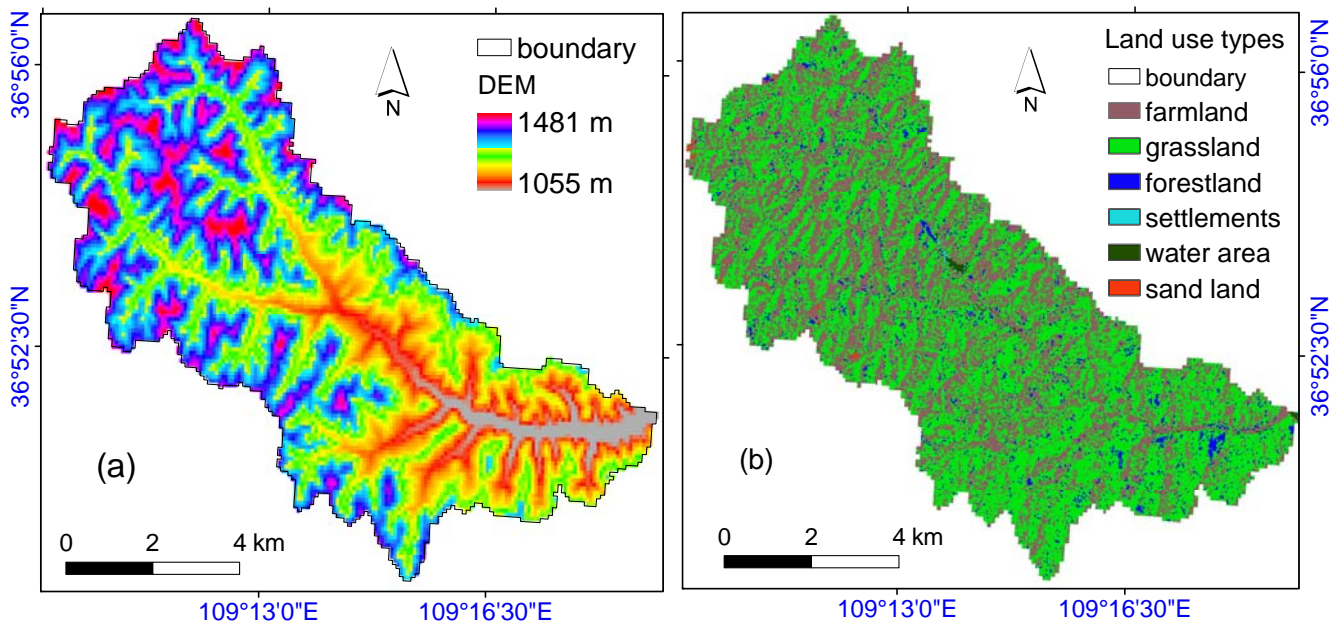 boundary
DEM
1481 m
1055 m
N
(a)
0 2 4 km
36°56'0"N
36°52'30"N
109°13'0"E
109°16'30"E
Land use types
boundary
farmland
grassland
forestland
settlements
water area
sand land
N
(b)
0 2 4 km
36°56'0"N
36°52'30"N
109°13'0"E
109°16'30"E